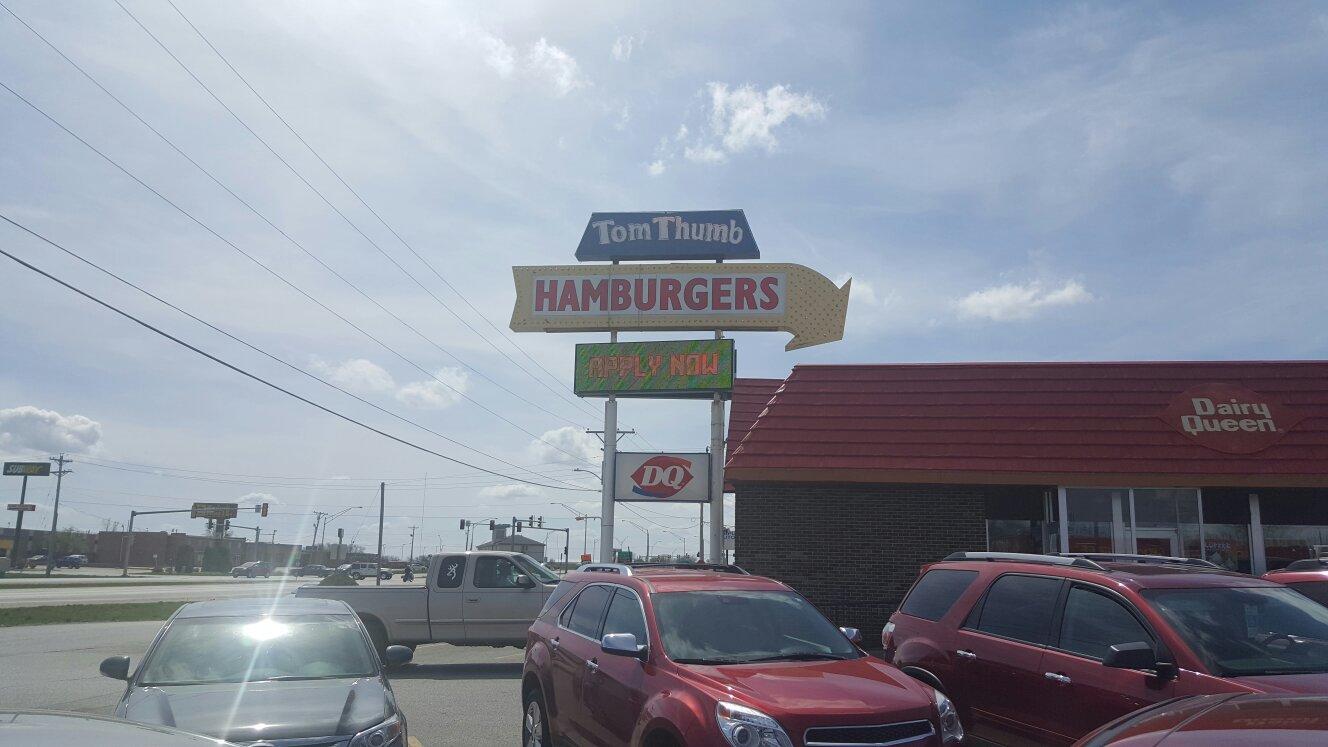 Tom Thumb
HAMBURGERS
APPLY NOW
DQ
Dairy
Queen
SUBWAY